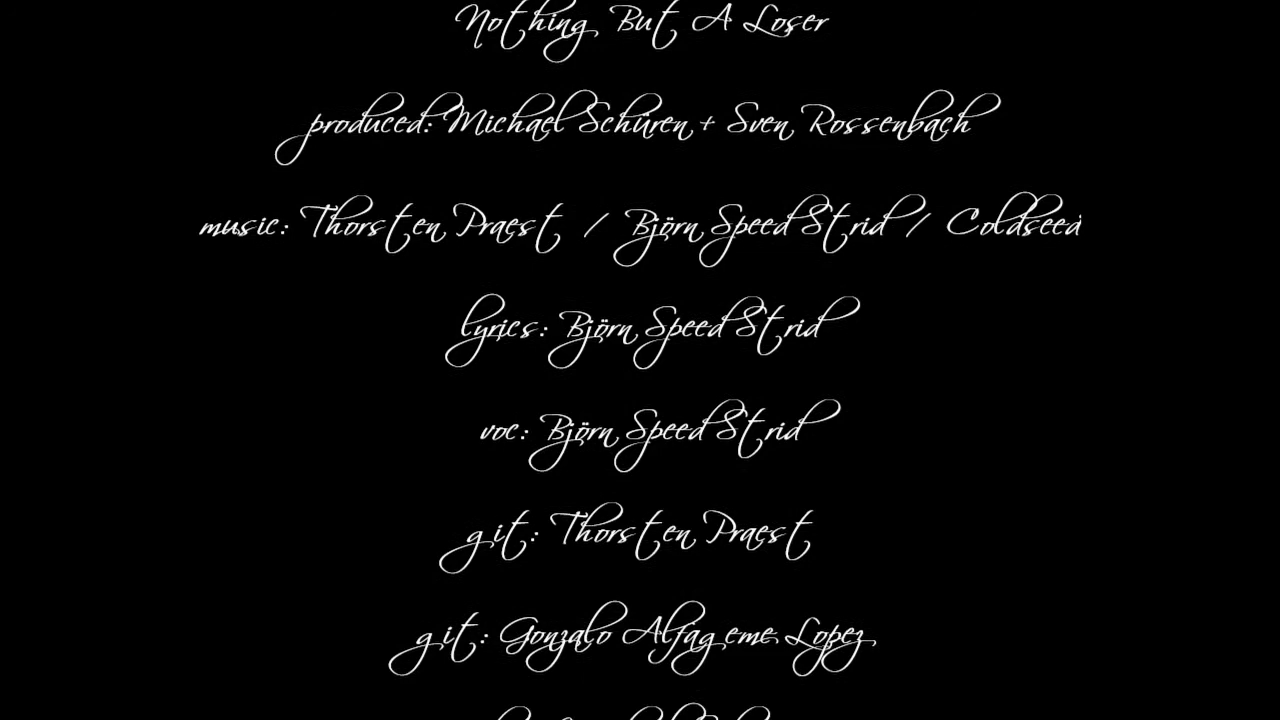 Nothing But A Loser
produced: Michael Schüren + Sven Rossenbach
music: Thorsten Praest / Björn Speed Strid / Coldseed
lyrics: Björn Speed Strid
voc: Björn Speed Strid
git: Thorsten Praest
git: Gonzalo Alfageme Lopez